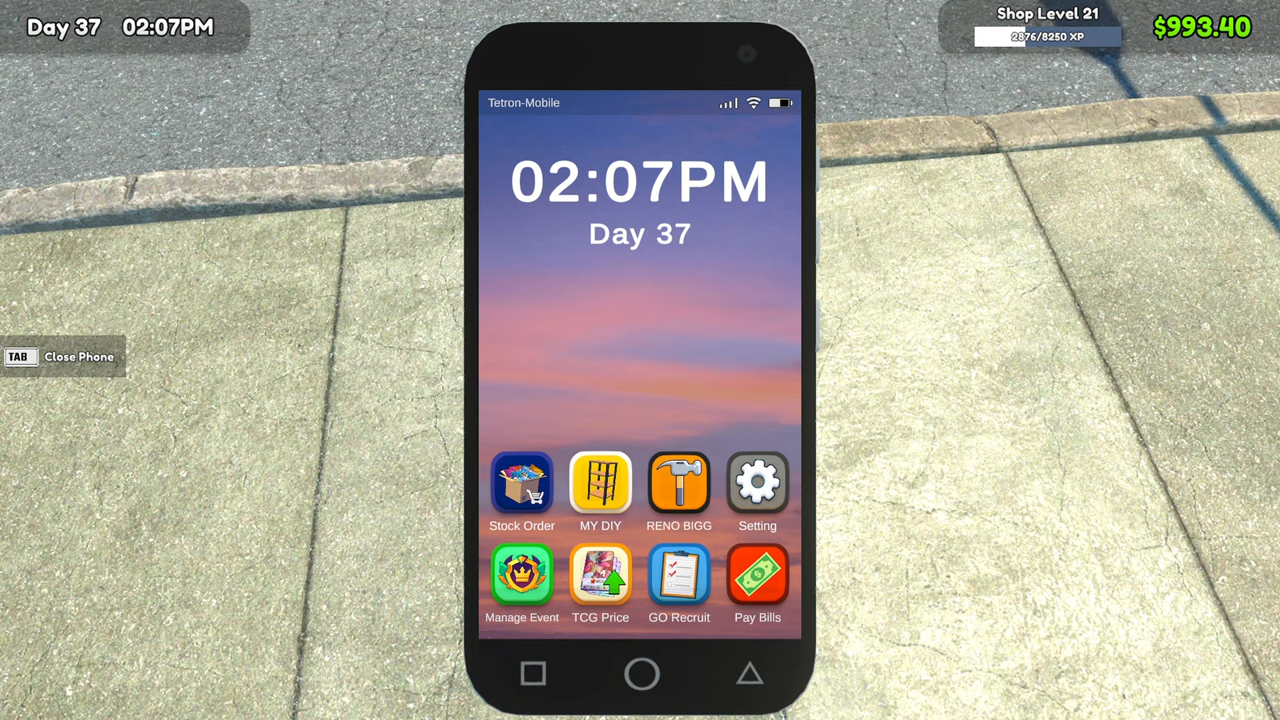 Day 37 02:07PM
Shop Level 21
2876/8250 XP
$993.40
Tetron-Mobile
02:07PM
Day 37
TAB Close Phone
Stock Order MY DIY RENO BIGG Setting
Manage Event TCG Price GO Recruit Pay Bills